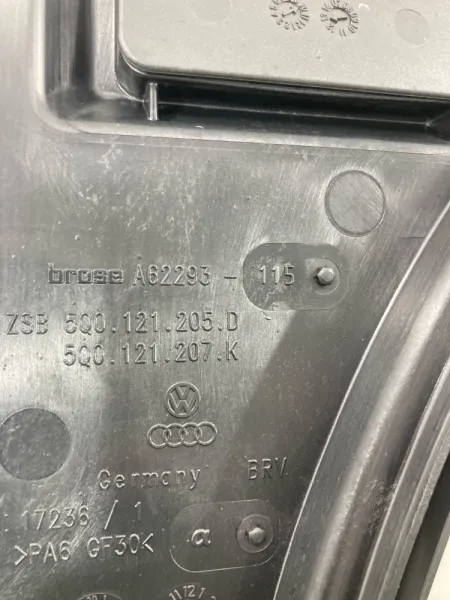 brose A62293 - 115
ZSB 5Q0.121.205.D
5Q0.121.207.K
Germany BRV
17236 / 1
α
>PA6 GF30<